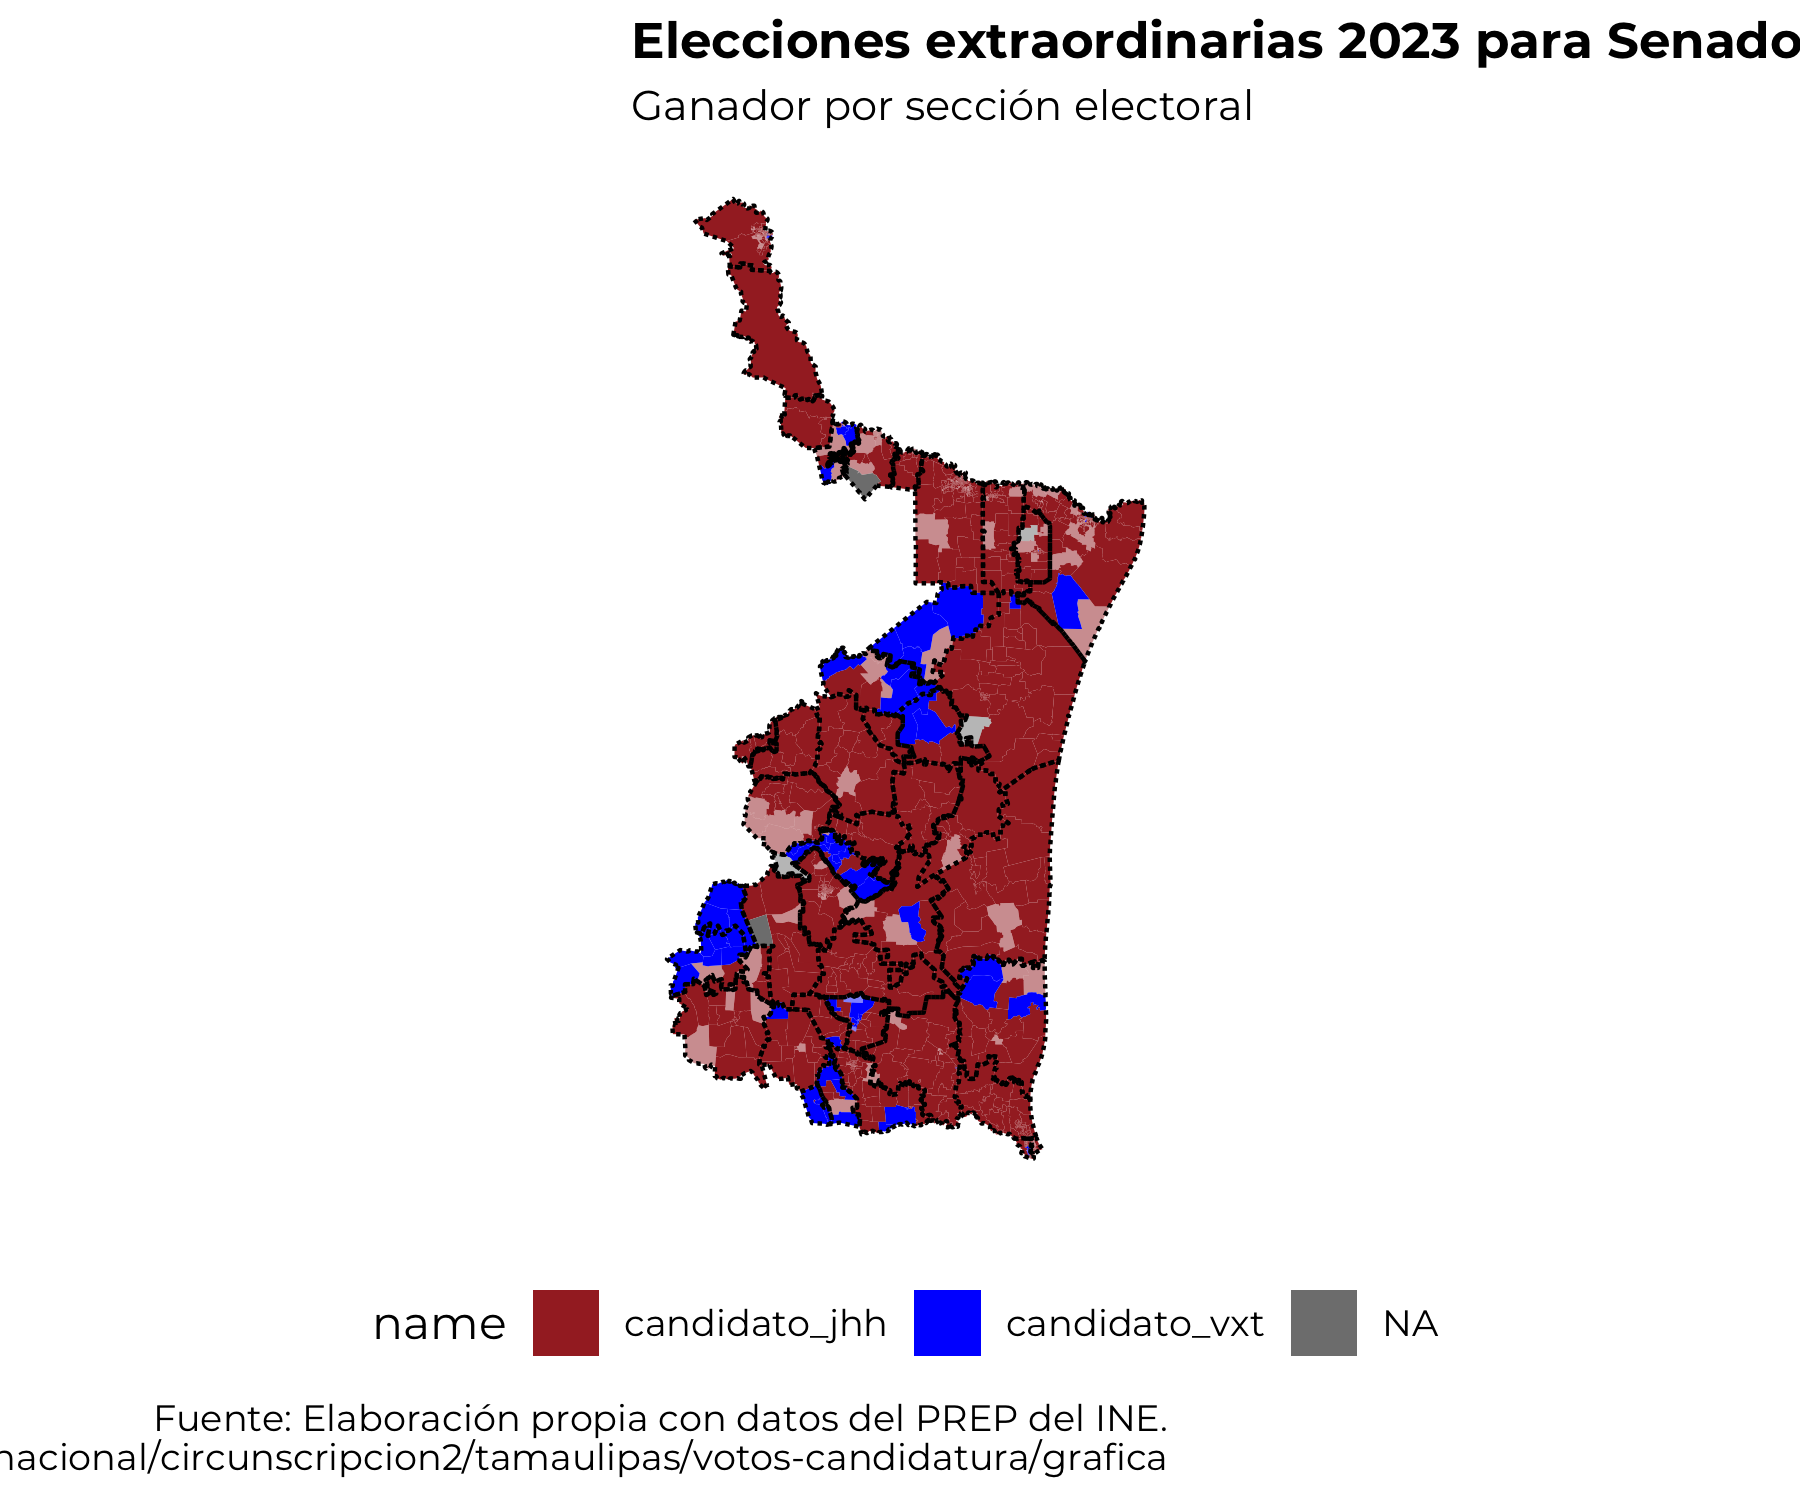 Elecciones extraordinarias 2023 para Senado
Ganador por sección electoral
name candidato_jhh candidato_vxt NA
Fuente: Elaboración propia con datos del PREP del INE.
nacional/circunscripcion2/tamaulipas/votos-candidatura/grafica